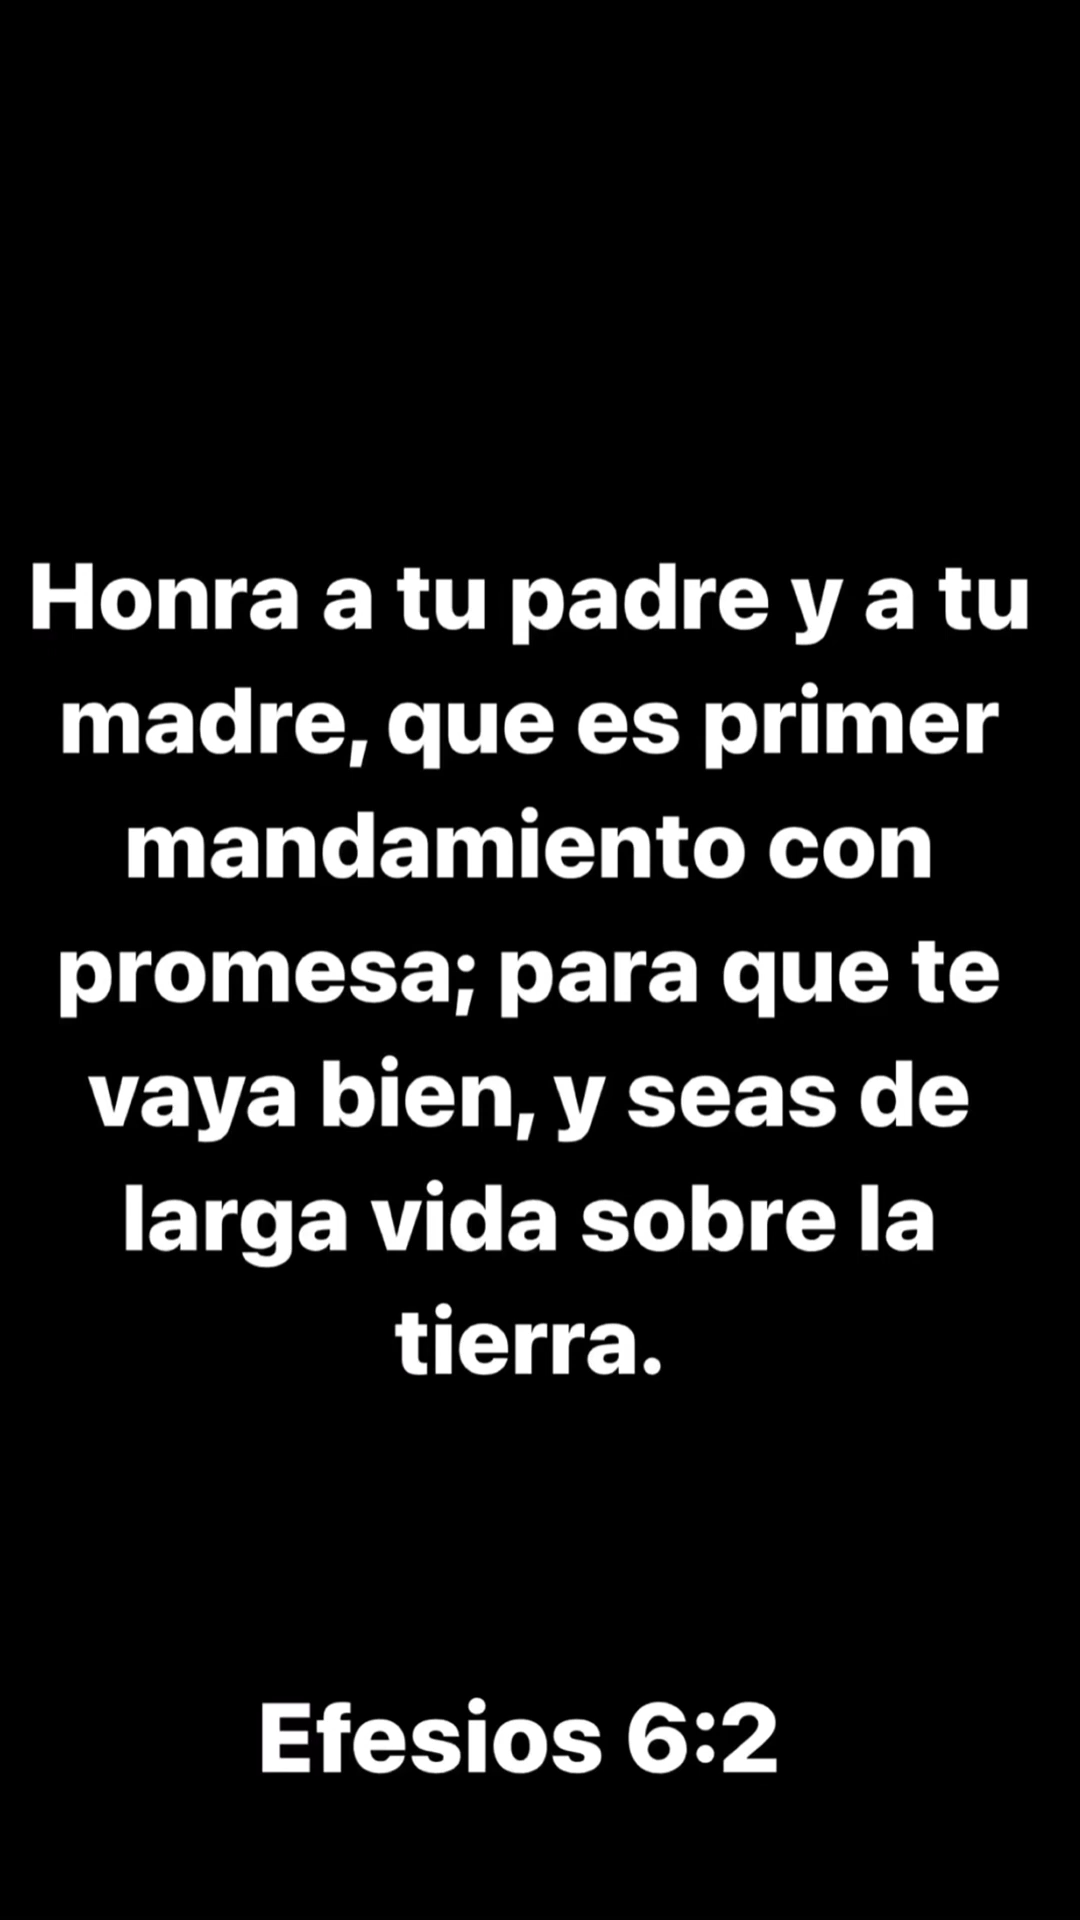 Honra a tu padre y a tu
madre, que es primer
mandamiento con
promesa; para que te
vaya bien, y seas de
larga vida sobre la
tierra.
Efesios 6:2